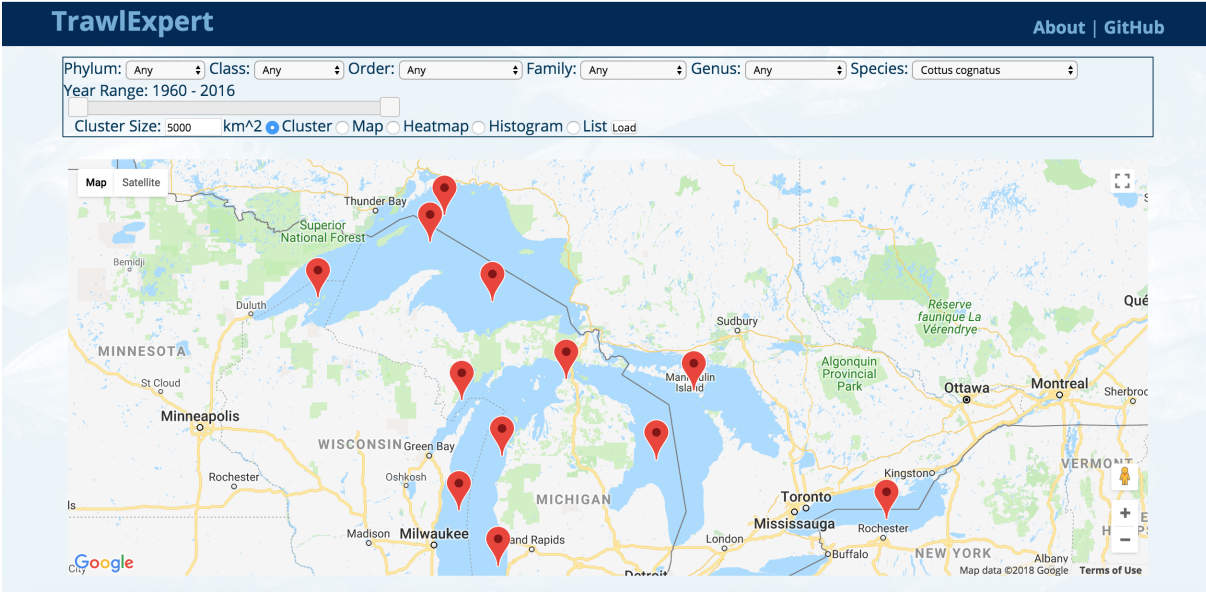 TrawlExpert
About | GitHub
Phylum: Any Class: Any Order: Any Family: Any Genus: Any Species: Cottus cognatus
Year Range: 1960 - 2016
Cluster Size: 5000 km^2 Cluster Map Heatmap Histogram List Load
Map Satellite
Thunder Bay
Superior
National Forest
Bemidji
Duluth
Réserve
faunique La
Vérendrye
Qué
Sudbury
MINNESOTA
Algonquin
Provincial
Park
St Cloud
Manitoulin
Island
Ottawa
Montreal
Sherbroo
Minneapolis
WISCONSIN
Green Bay
VERMONT
Rochester
Oshkosh
Kingston
ls
MICHIGAN
Toronto
Mississauga
Madison
Milwaukee
and Rapids
London
Rochester
Buffalo
NEW YORK
Albany
Detroit
Google
Map data ©2018 Google Terms of Use